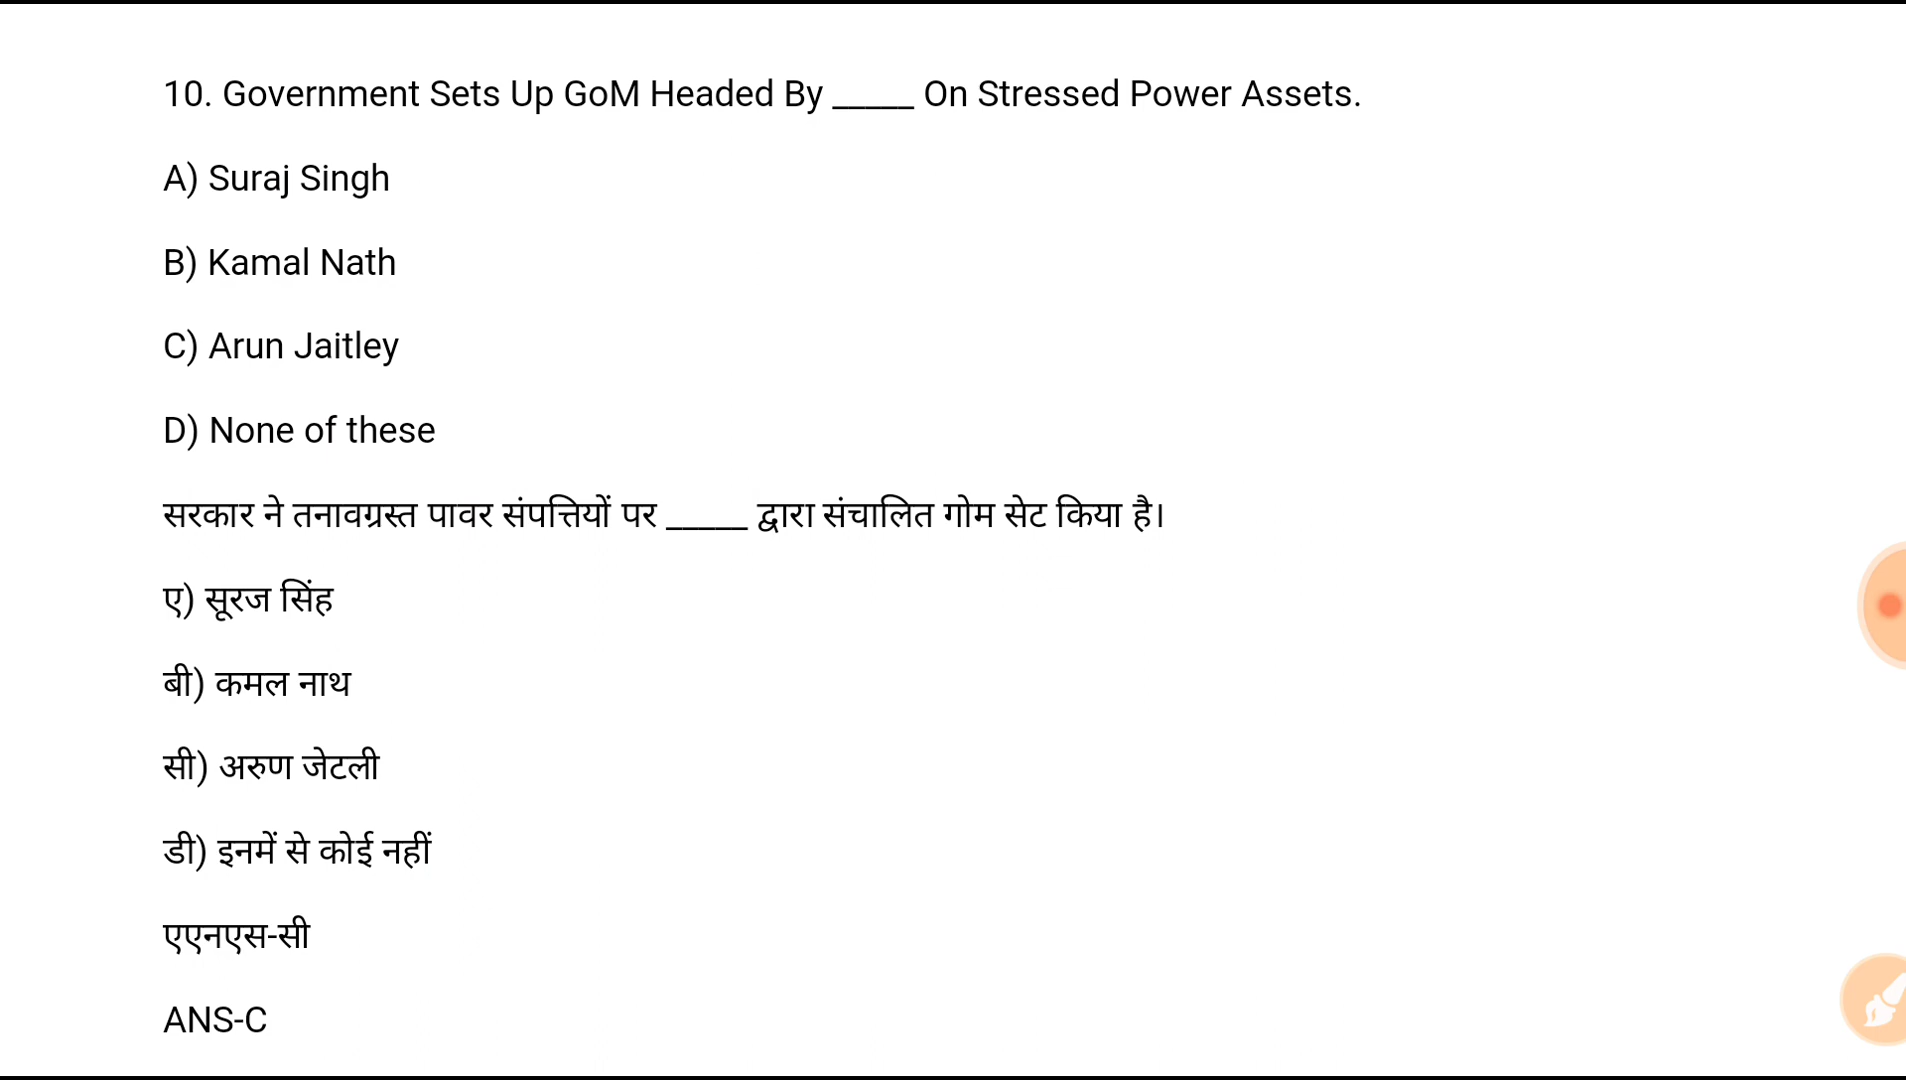 10. Government Sets Up GoM Headed By _____ On Stressed Power Assets.
A) Suraj Singh
B) Kamal Nath
C) Arun Jaitley
D) None of these
सरकार ने तनावग्रस्त पावर संपत्तियों पर _____ द्वारा संचालित गोम सेट किया है।
ए) सूरज सिंह
बी) कमल नाथ
सी) अरुण जेटली
डी) इनमें से कोई नहीं
एएनएस-सी
ANS-C